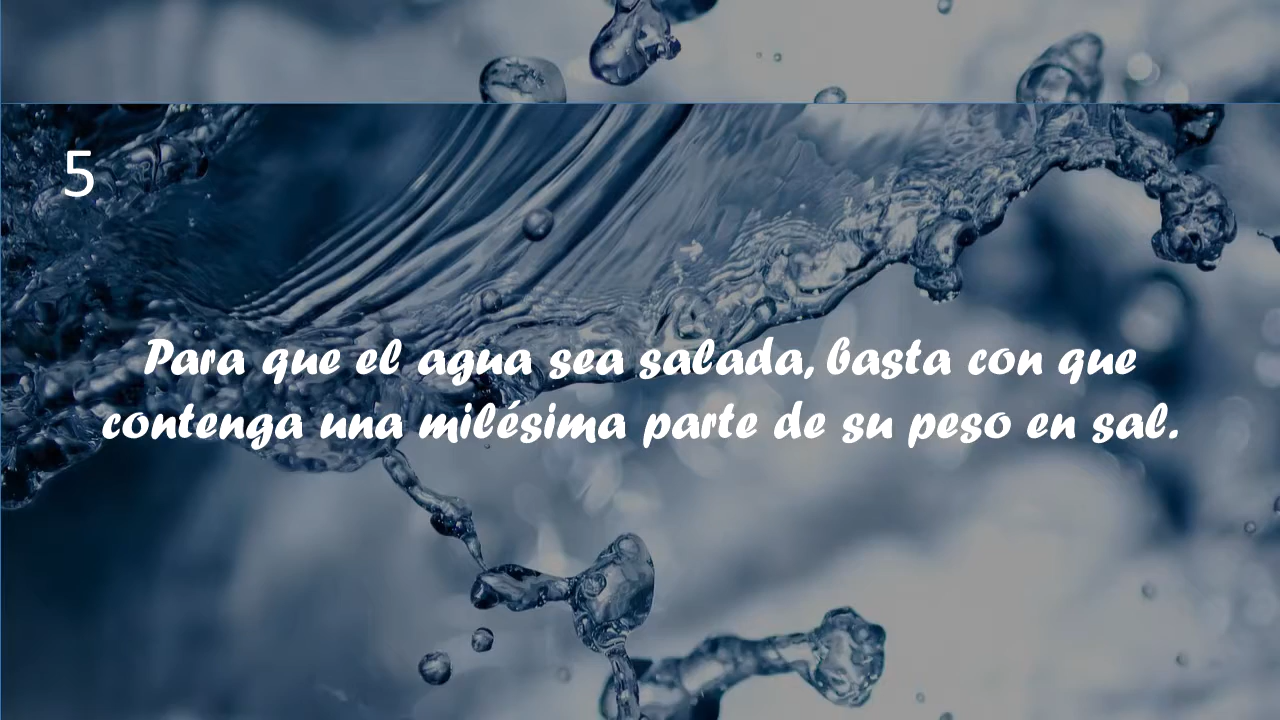 5
Para que el agua sea salada, basta con que
contenga una milésima parte de su peso en sal.